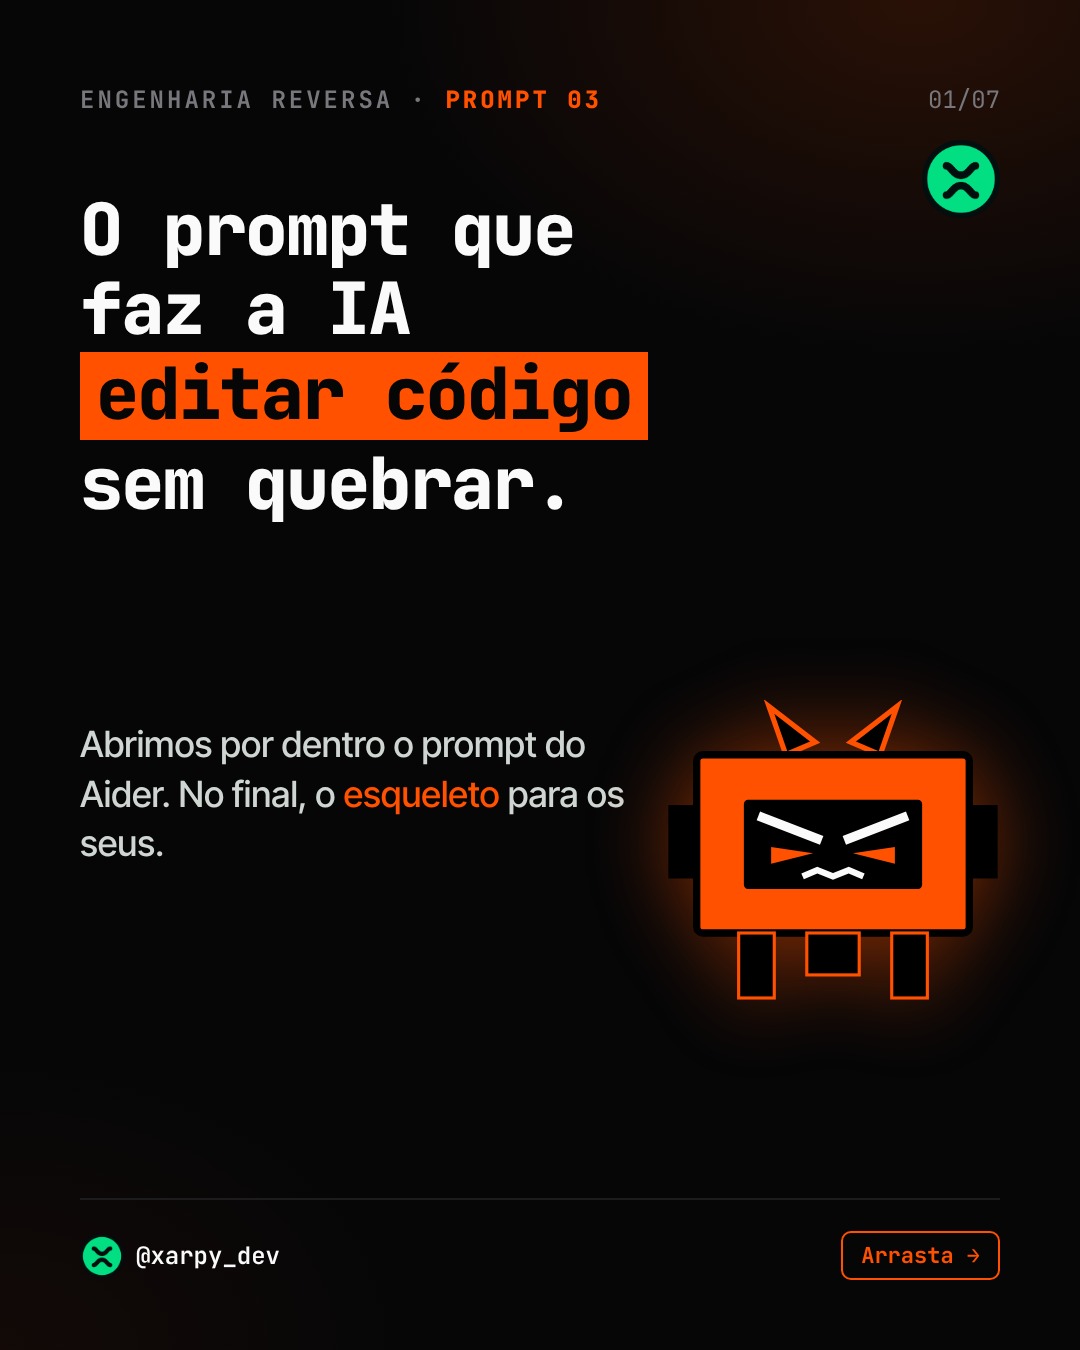 ENGENHARIA REVERSA · PROMPT 03
01/07
O prompt que
faz a IA
editar código
sem quebrar.
Abrimos por dentro o prompt do
Aider. No final, o esqueleto para os
seus.
@xarpy_dev
Arrasta →